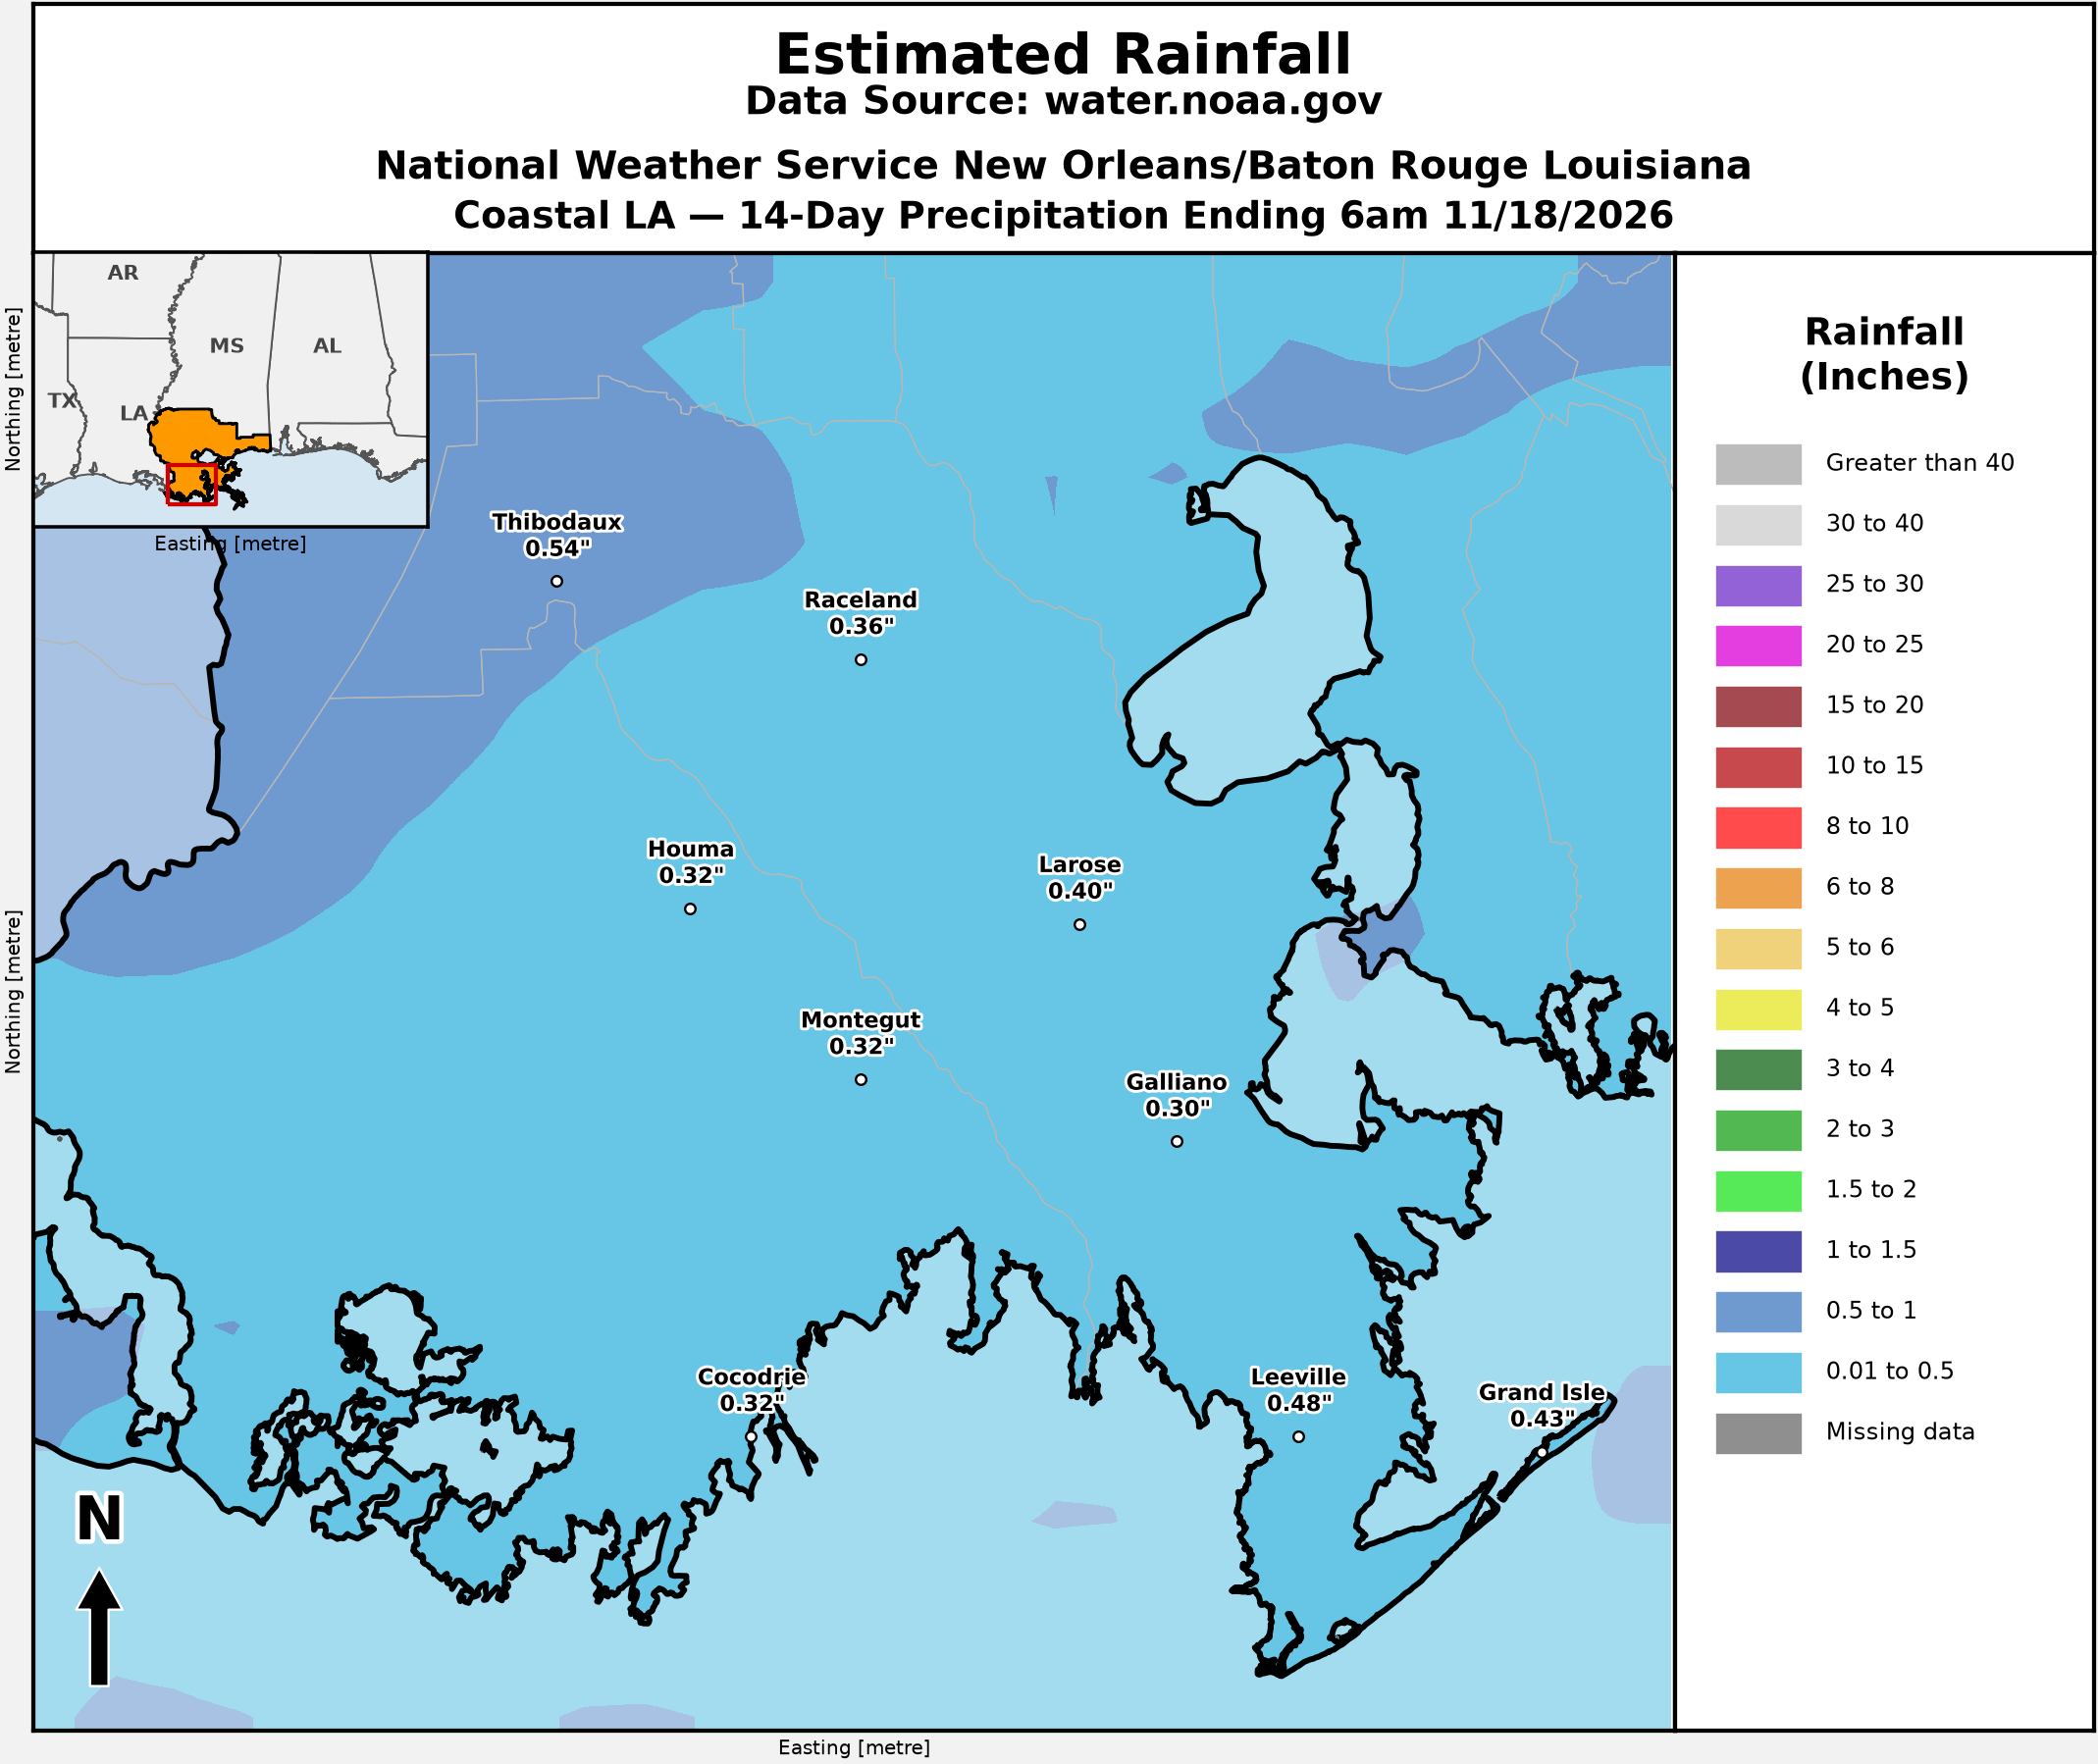 Estimated Rainfall
Data Source: water.noaa.gov
National Weather Service New Orleans/Baton Rouge Louisiana
Coastal LA — 14-Day Precipitation Ending 6am 11/18/2026
Northing [metre]
AR
MS
AL
TX
LA
Easting [metre]
Thibodaux
0.54"
Raceland
0.36"
Houma
0.32"
Larose
0.40"
Northing [metre]
Montegut
0.32"
Galliano
0.30"
Cocodrie
0.32"
Leeville
0.48"
Grand Isle
0.43"
N
Easting [metre]
Rainfall
(Inches)
Greater than 40
30 to 40
25 to 30
20 to 25
15 to 20
10 to 15
8 to 10
6 to 8
5 to 6
4 to 5
3 to 4
2 to 3
1.5 to 2
1 to 1.5
0.5 to 1
0.01 to 0.5
Missing data